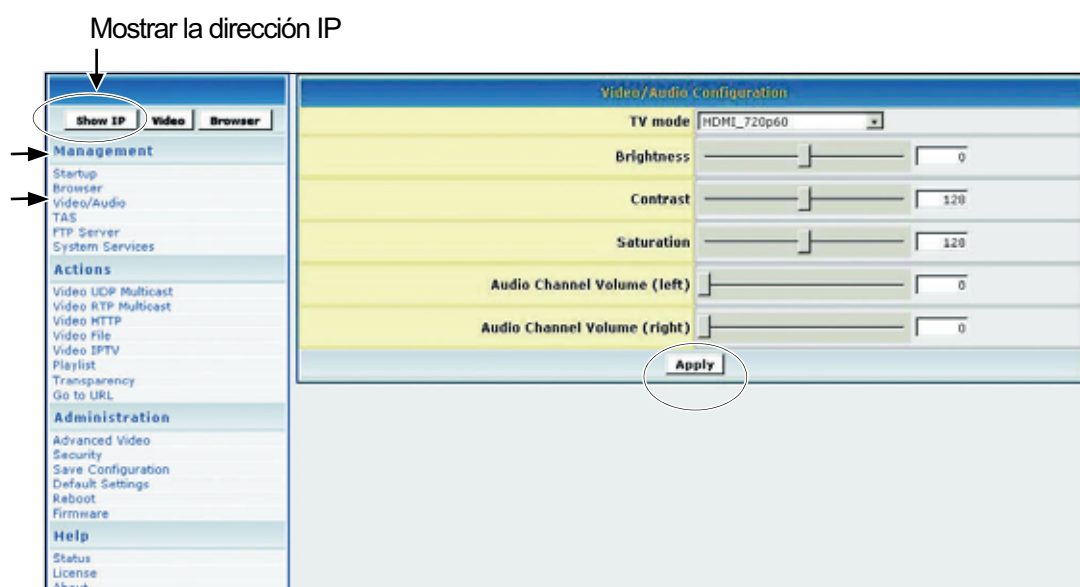 Mostrar la dirección IP
Show IP Video Browser
Management
Startup
Browser
Video/Audio
TAS
FTP Server
System Services
Actions
Video UDP Multicast
Video RTP Multicast
Video HTTP
Video File
Video IPTV
Playlist
Transparency
Go to URL
Administration
Advanced Video
Security
Save Configuration
Default Settings
Reboot
Firmware
Help
Status
License
About
Video/Audio Configuration
TV mode HDMI_720p60
Brightness 0
Contrast 128
Saturation 128
Audio Channel Volume (left) 0
Audio Channel Volume (right) 0
Apply